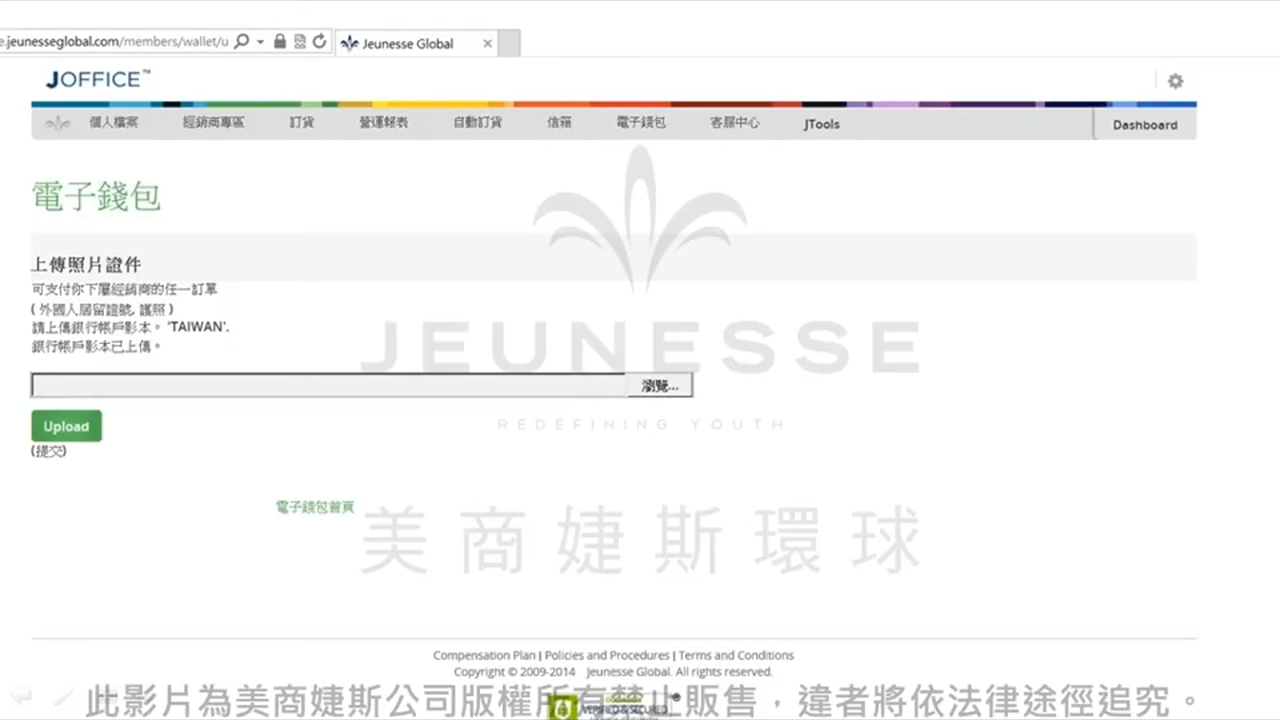 e.jeunesseglobal.com/members/wallet/u
Jeunesse Global
JOFFICE™
個人檔案 經銷商專區 訂貨 營運報表 自動訂貨 信箱 電子錢包 客服中心 JTools Dashboard
電子錢包
上傳照片證件
可支付你下屬經銷商的任一訂單
( 外國人居留證號, 護照 )
請上傳銀行帳戶影本。 'TAIWAN'.
銀行帳戶影本已上傳。
JEUNESSE
瀏覽...
REDEFINING YOUTH
Upload
(提交)
電子錢包首頁
美商婕斯環球
Compensation Plan | Policies and Procedures | Terms and Conditions
Copyright © 2009-2014 Jeunesse Global. All rights reserved.
此影片為美商婕斯公司版權所有禁止販售，違者將依法律途徑追究。
VERIFIED & SECURED